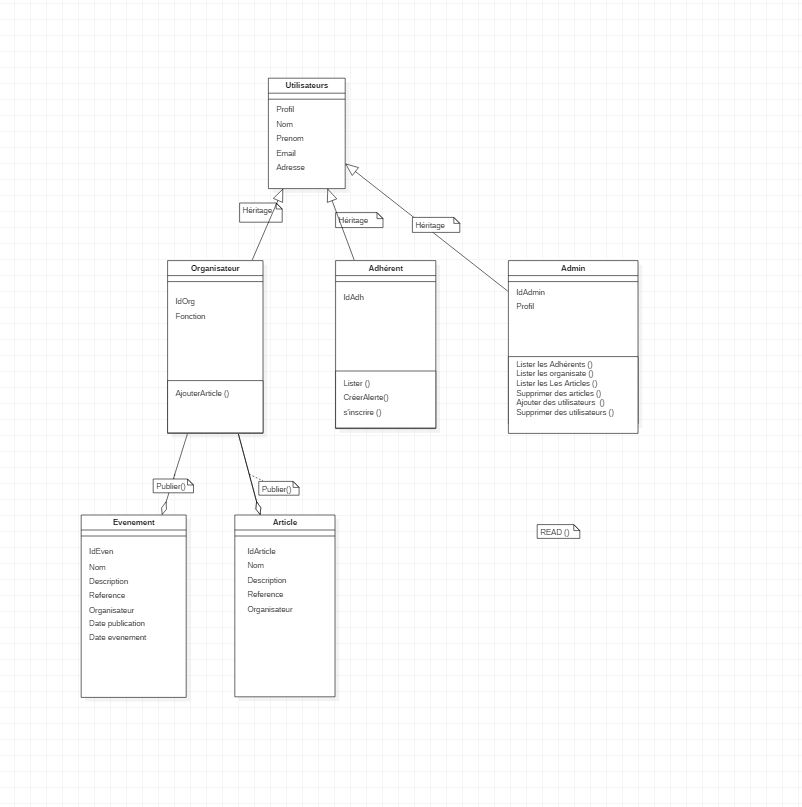 Utilisateurs
Profil
Nom
Prenom
Email
Adresse
Héritage
Héritage
Héritage
Organisateur
IdOrg
Fonction
AjouterArticle ()
Adhérent
IdAdh
Lister ()
CréerAlerte()
s'inscrire ()
Admin
IdAdmin
Profil
Lister les Adhérents ()
Lister les organisate ()
Lister les Les Articles ()
Supprimer des articles ()
Ajouter des utilisateurs ()
Supprimer des utilisateurs ()
Publier()
Publier()
Evenement
IdEven
Nom
Description
Reference
Organisateur
Date publication
Date evenement
Article
IdArticle
Nom
Description
Reference
Organisateur
READ ()